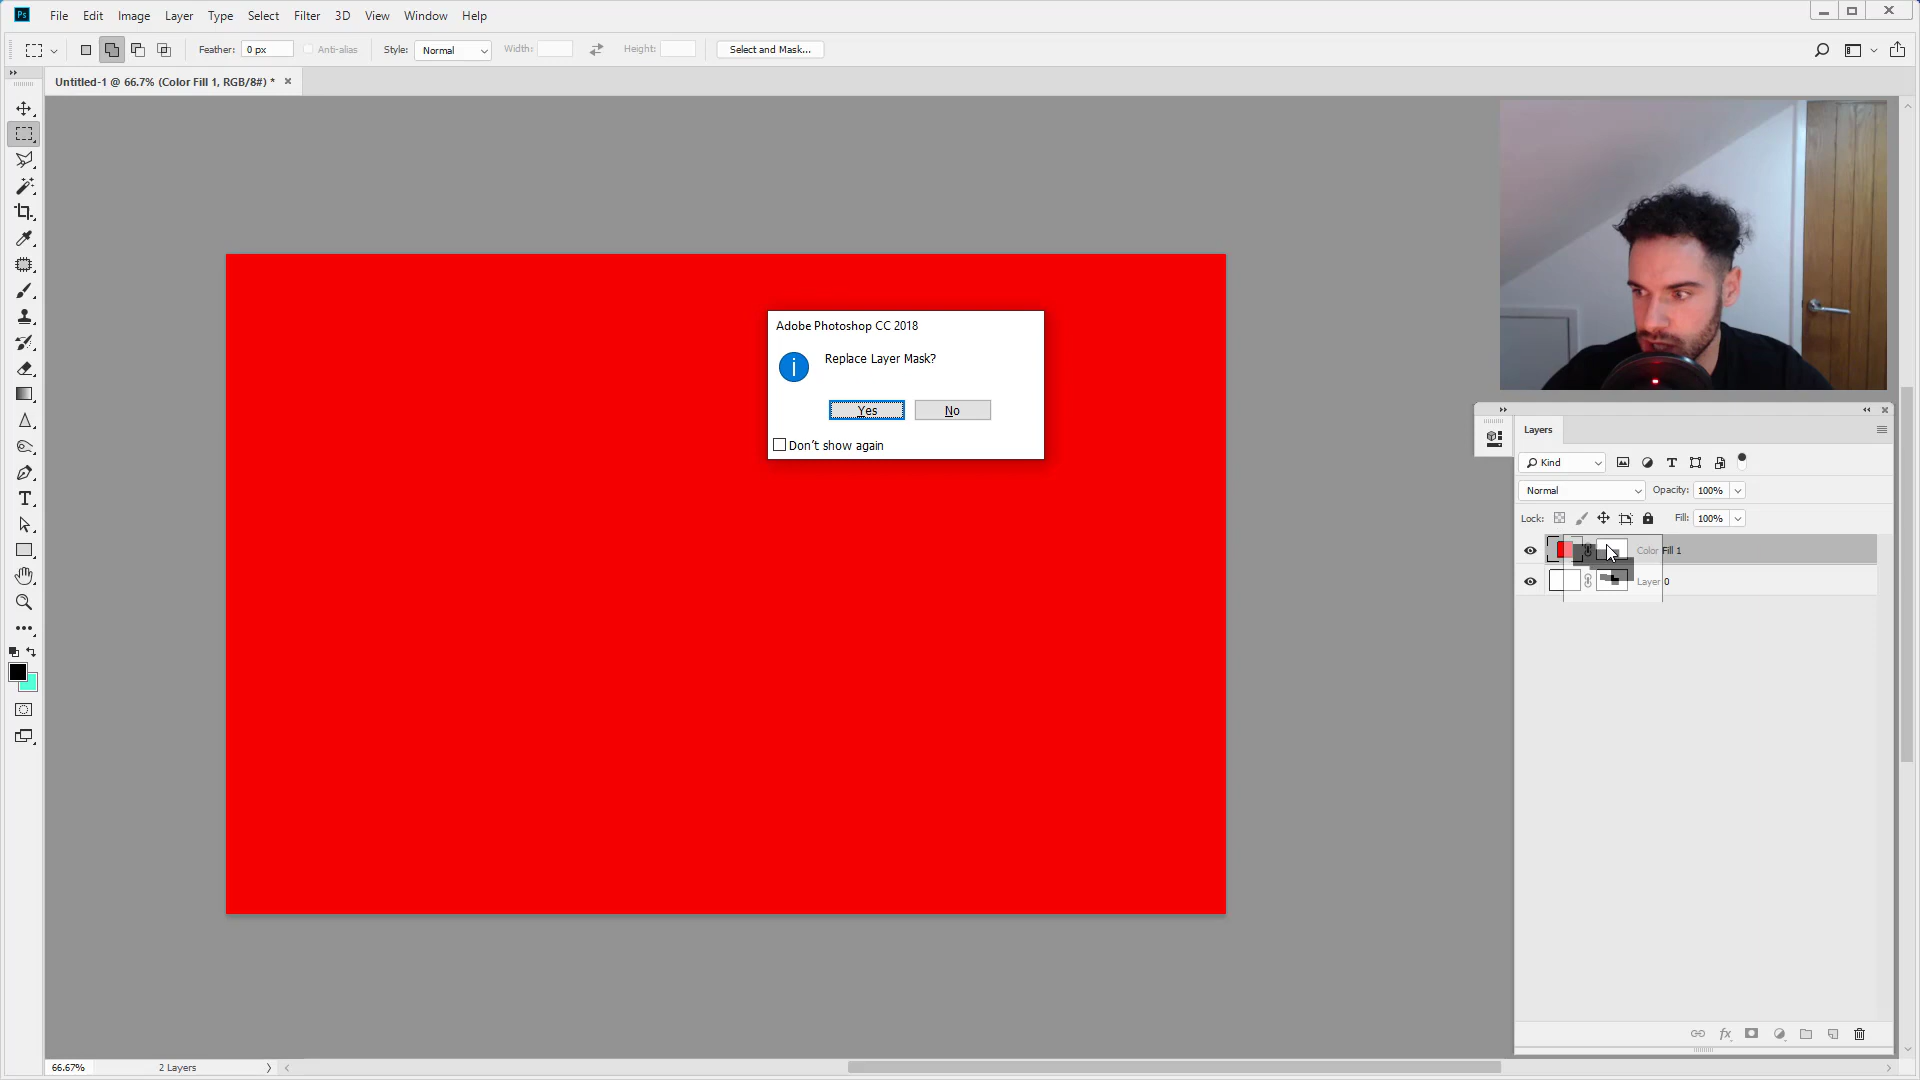 Ps File Edit Image Layer Type Select Filter 3D View Window Help
Feather: 0 px Anti-alias Style: Normal Width: Height: Select and Mask...
Untitled-1 @ 66.7% (Color Fill 1, RGB/8#) *
Adobe Photoshop CC 2018
Replace Layer Mask?
Yes No
Don't show again
Layers
Kind
Normal Opacity: 100%
Lock: Fill: 100%
Color Fill 1
Layer 0
fx
66.67% 2 Layers